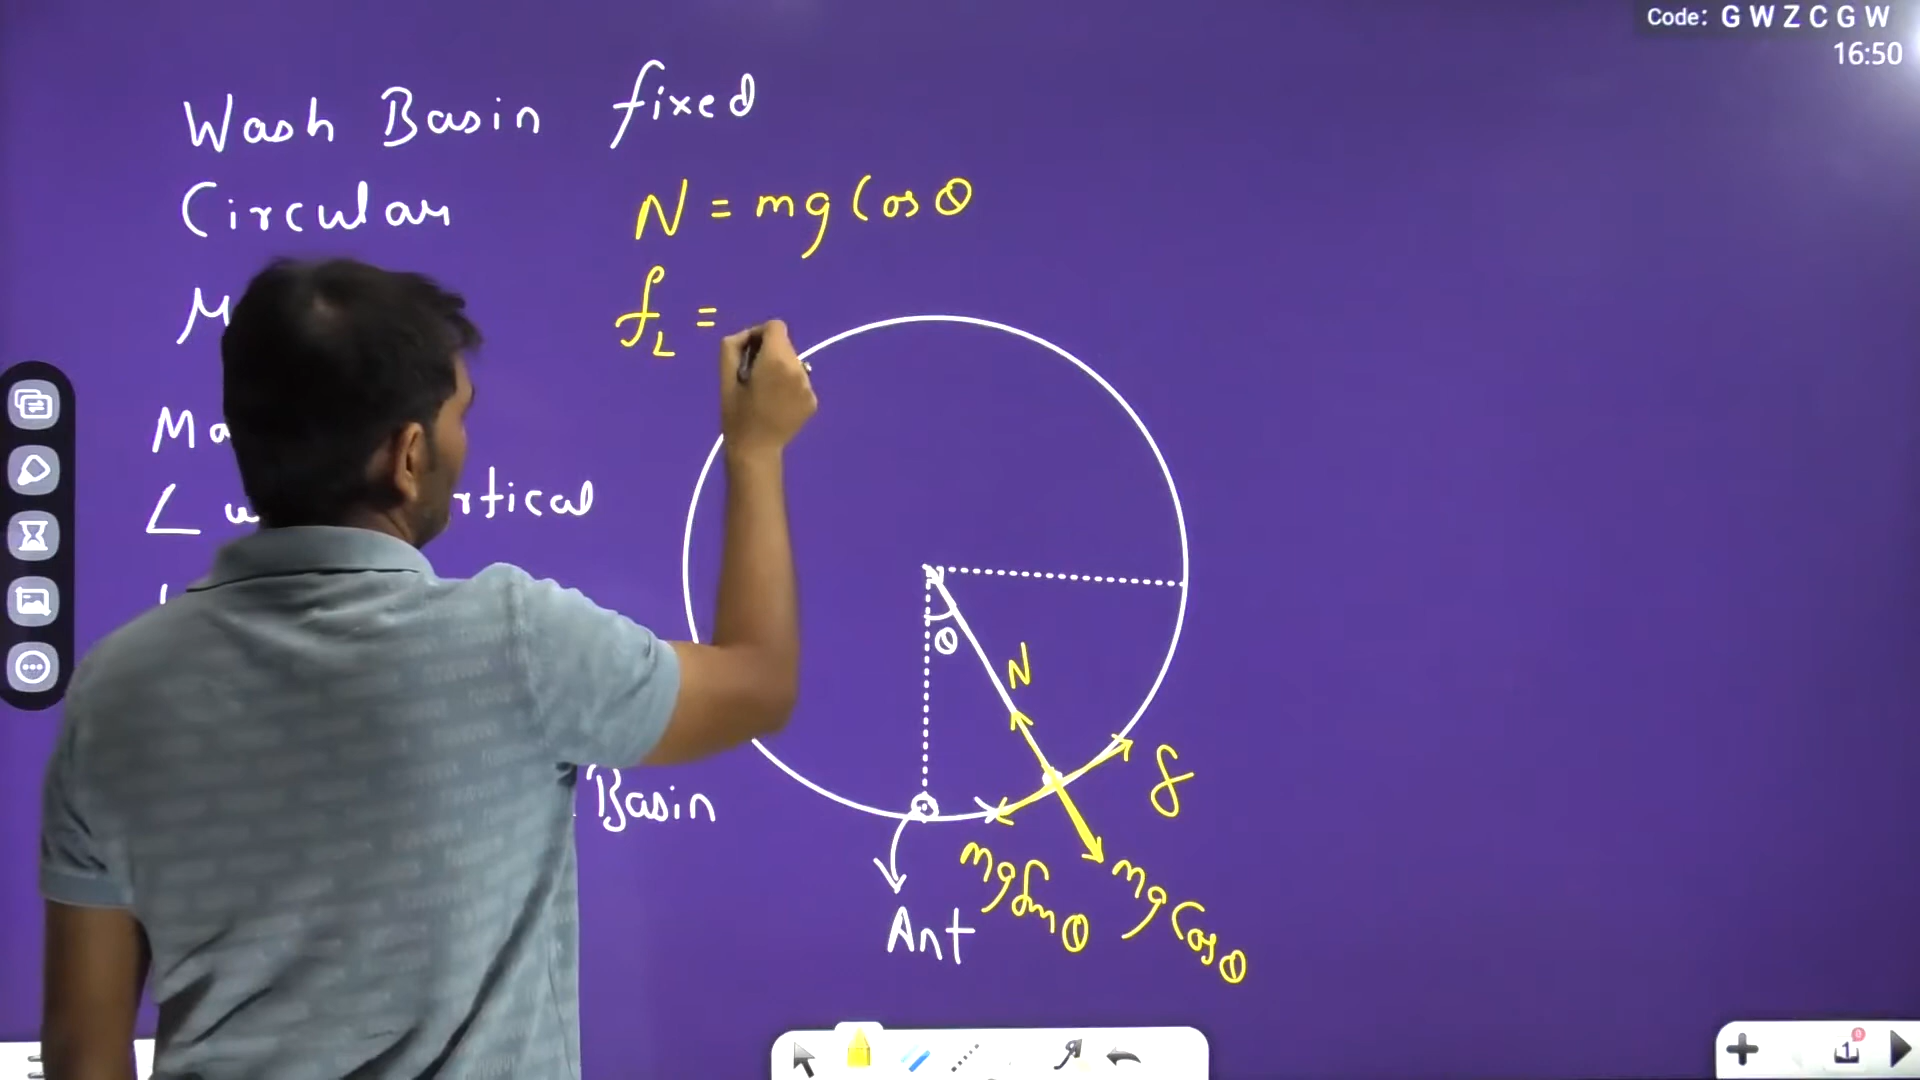 Code: G W Z C G W
16:50
Wash Basin fixed
Circular
N = mg Cos θ
μ
f_L =
Ma
L rtical
θ
N
f
Basin
mg Sin θ
mg Cos θ
Ant